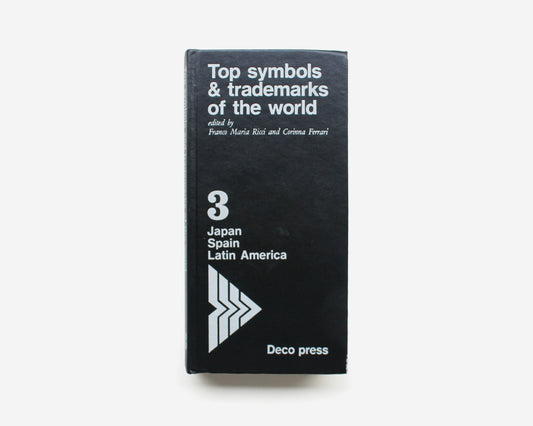 Top symbols
& trademarks
of the world
edited by
Franco Maria Ricci and Corinna Ferrari
3
Japan
Spain
Latin America
Deco press